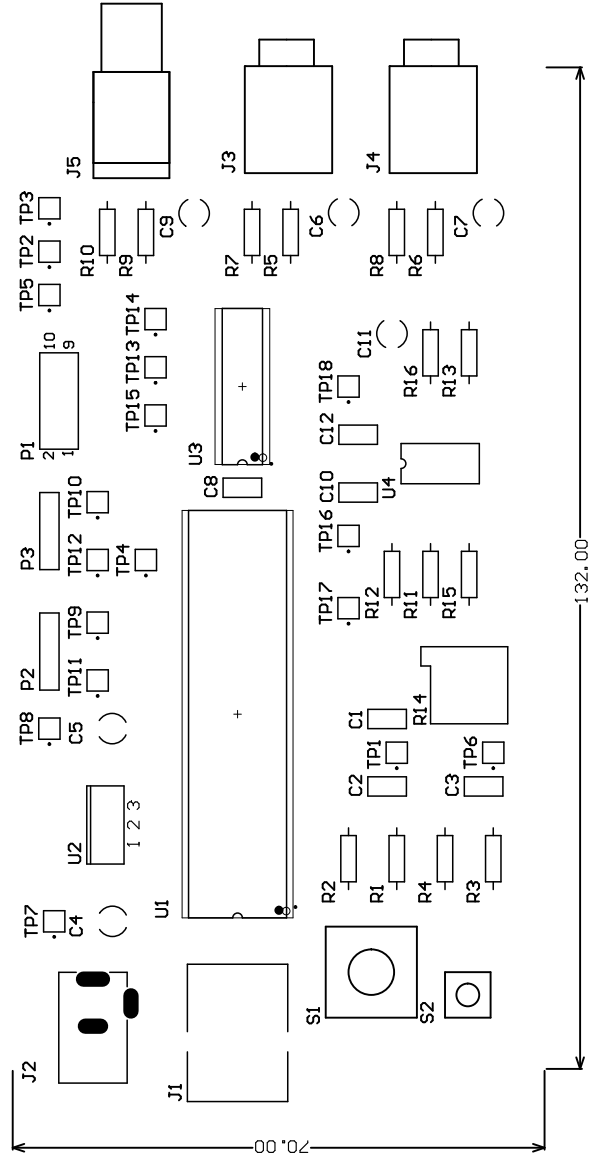 J5
J3
J4
TP3
C9
C6
C7
TP2
R10
R9
R7
R5
R8
R6
TP5
TP14
10
9
C11
TP13
R16
R13
TP18
TP15
P1
2
1
U3
C12
C8
C10
U4
TP10
TP16
P3
TP12
TP4
132.00
TP17
R12
R11
R15
TP9
P2
TP11
R14
TP8
C5
C1
TP1
TP6
C2
C3
U2
1 2 3
R2
R1
R4
R3
TP7
C4
U1
S1
S2
J2
J1
70.00